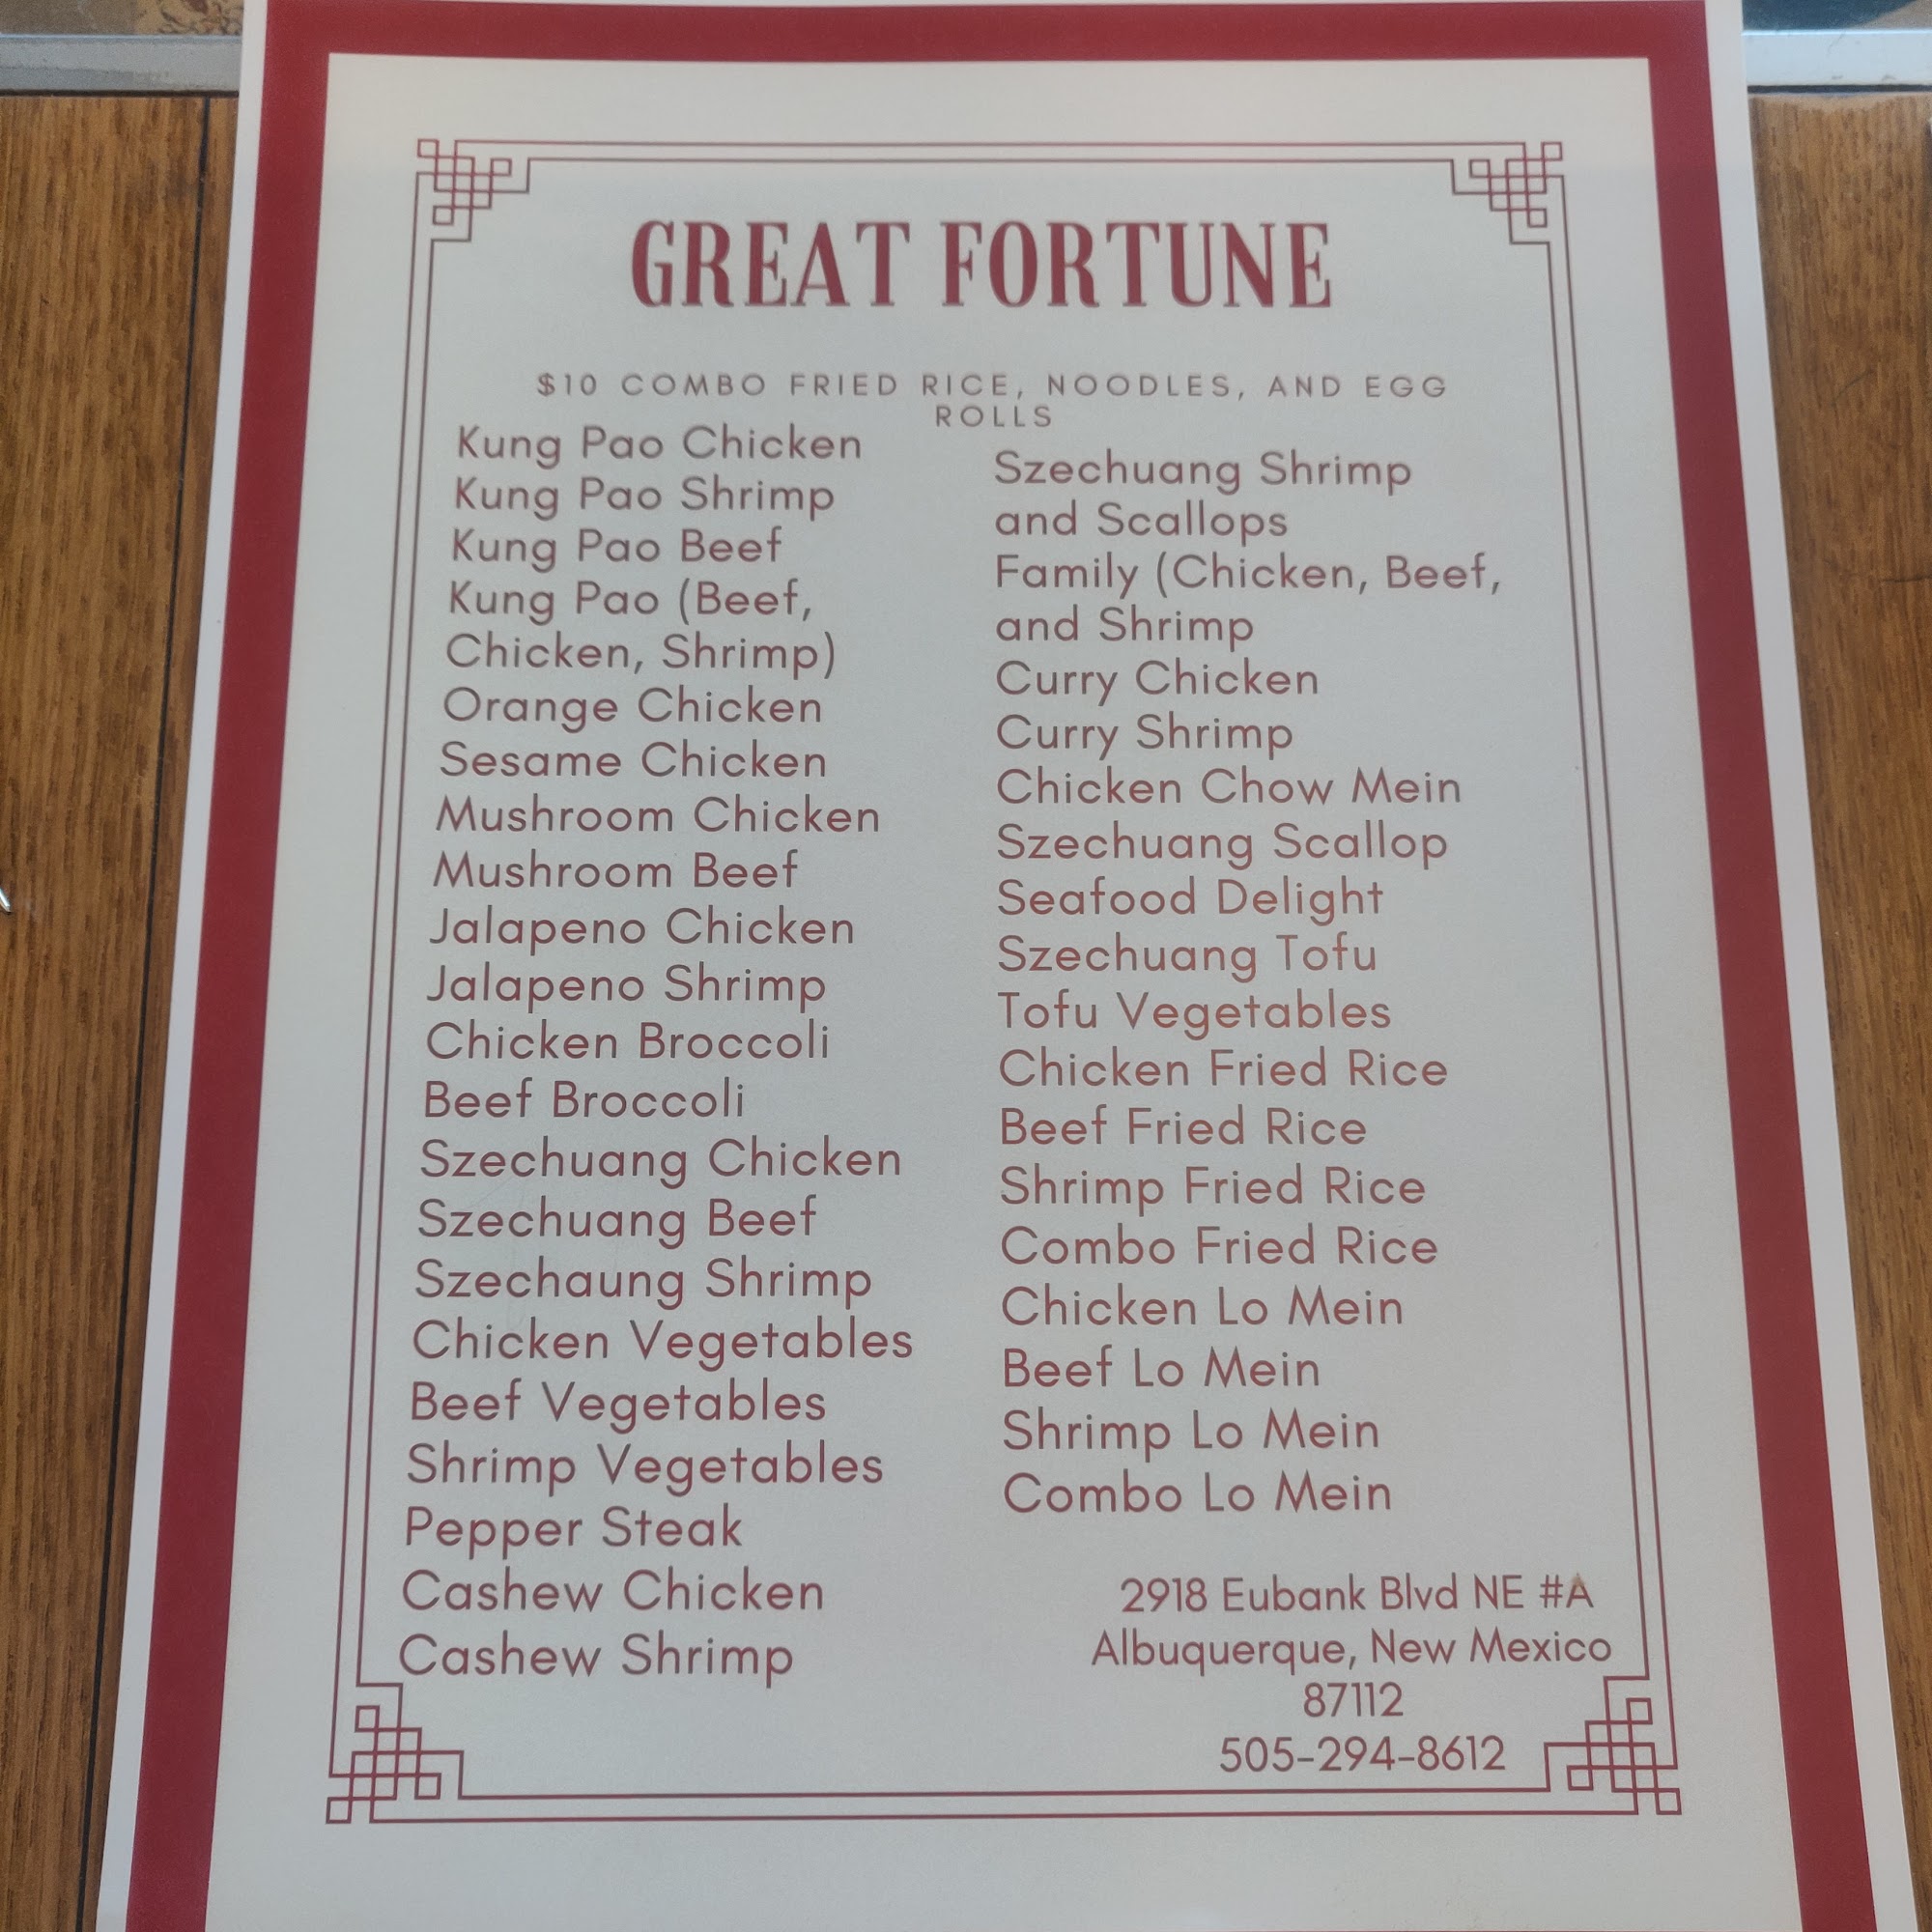 GREAT FORTUNE
$10 COMBO FRIED RICE, NOODLES, AND EGG
ROLLS
Kung Pao Chicken
Kung Pao Shrimp
Kung Pao Beef
Kung Pao (Beef,
Chicken, Shrimp)
Orange Chicken
Sesame Chicken
Mushroom Chicken
Mushroom Beef
Jalapeno Chicken
Jalapeno Shrimp
Chicken Broccoli
Beef Broccoli
Szechuang Chicken
Szechuang Beef
Szechaung Shrimp
Chicken Vegetables
Beef Vegetables
Shrimp Vegetables
Pepper Steak
Cashew Chicken
Cashew Shrimp
Szechuang Shrimp
and Scallops
Family (Chicken, Beef,
and Shrimp
Curry Chicken
Curry Shrimp
Chicken Chow Mein
Szechuang Scallop
Seafood Delight
Szechuang Tofu
Tofu Vegetables
Chicken Fried Rice
Beef Fried Rice
Shrimp Fried Rice
Combo Fried Rice
Chicken Lo Mein
Beef Lo Mein
Shrimp Lo Mein
Combo Lo Mein
2918 Eubank Blvd NE #A
Albuquerque, New Mexico
87112
505-294-8612